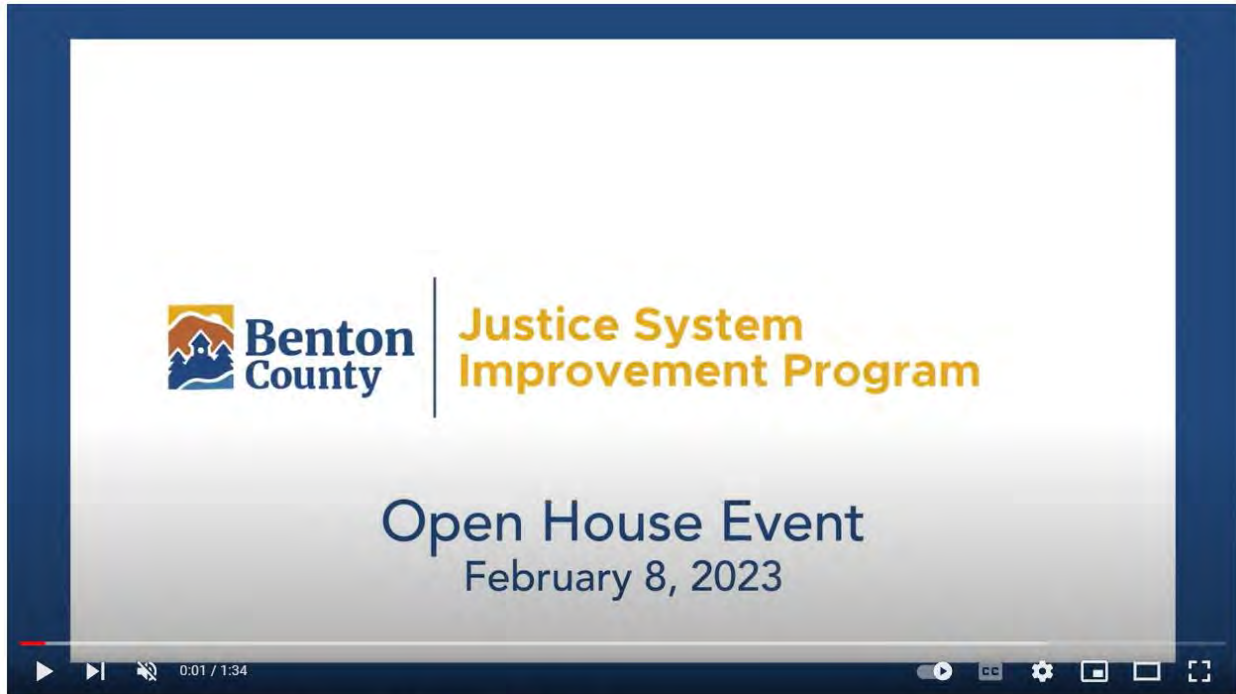 Benton
County
Justice System
Improvement Program
Open House Event
February 8, 2023
0:01 / 1:34
CC